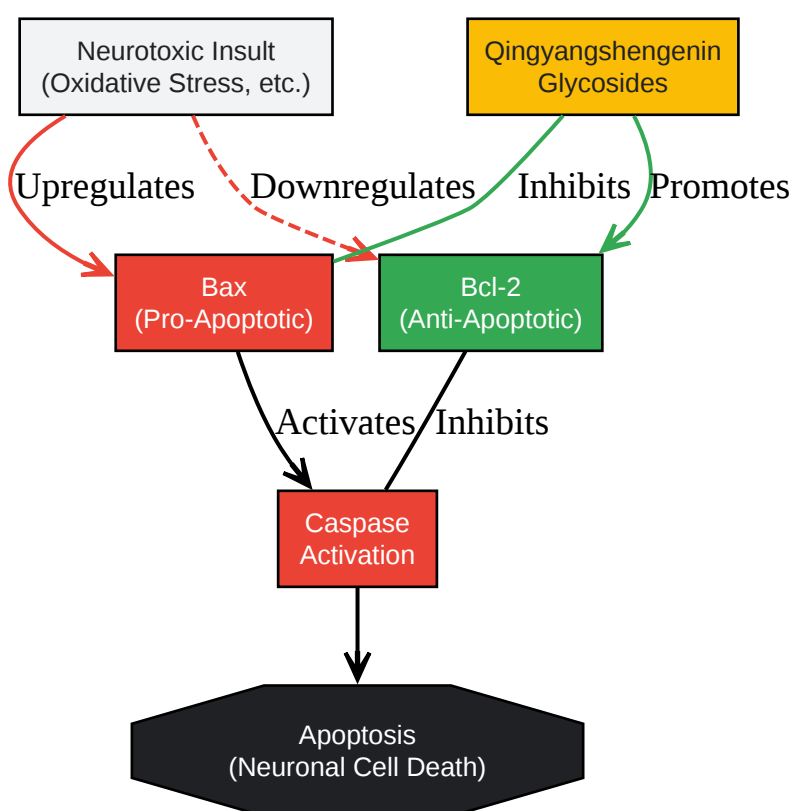 Neurotoxic Insult
(Oxidative Stress, etc.)
Qingyangshengenin
Glycosides
Upregulates
Downregulates
Inhibits
Promotes
Bax
(Pro-Apoptotic)
Bcl-2
(Anti-Apoptotic)
Activates
Inhibits
Caspase
Activation
Apoptosis
(Neuronal Cell Death)